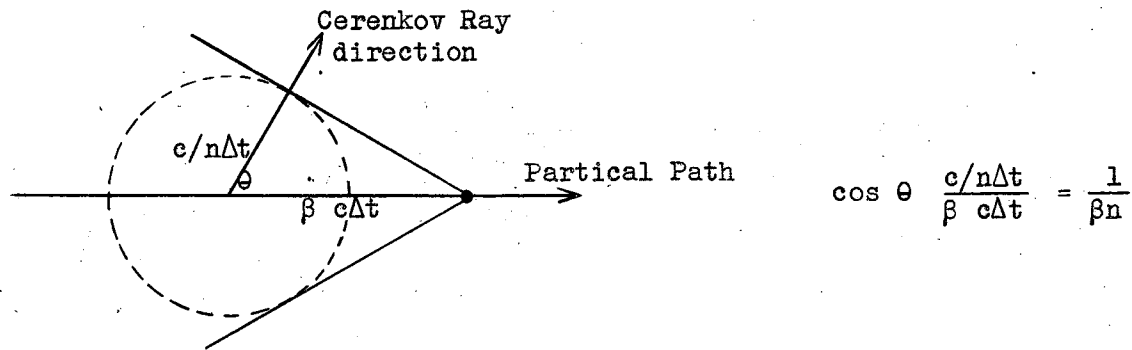 Cerenkov Ray
direction
c/nΔt
θ
Partical Path
β cΔt
cos θ c/nΔt / β cΔt = 1 / βn